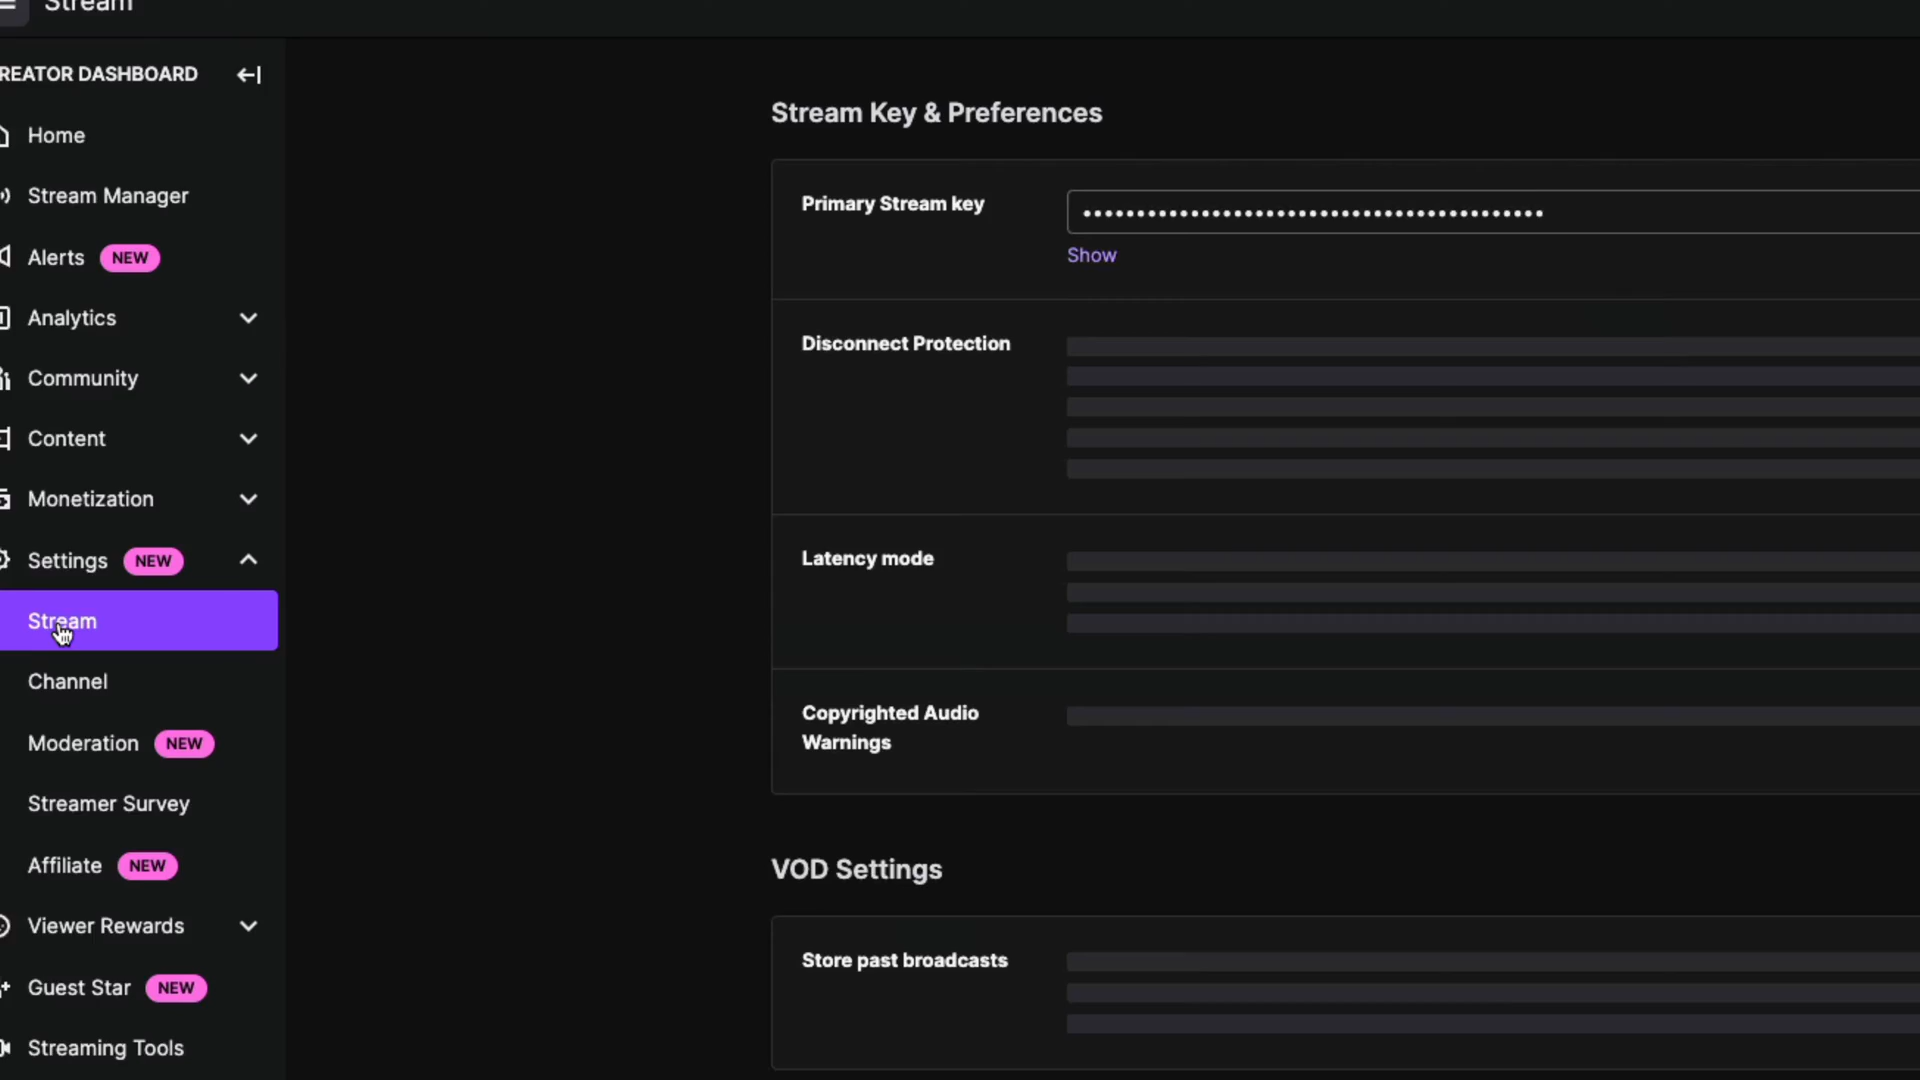 Stream
REATOR DASHBOARD
Home
Stream Manager
Alerts NEW
Analytics
Community
Content
Monetization
Settings NEW
Stream
Channel
Moderation NEW
Streamer Survey
Affiliate NEW
Viewer Rewards
Guest Star NEW
Streaming Tools
Stream Key & Preferences
Primary Stream key
Show
Disconnect Protection
Latency mode
Copyrighted Audio
Warnings
VOD Settings
Store past broadcasts